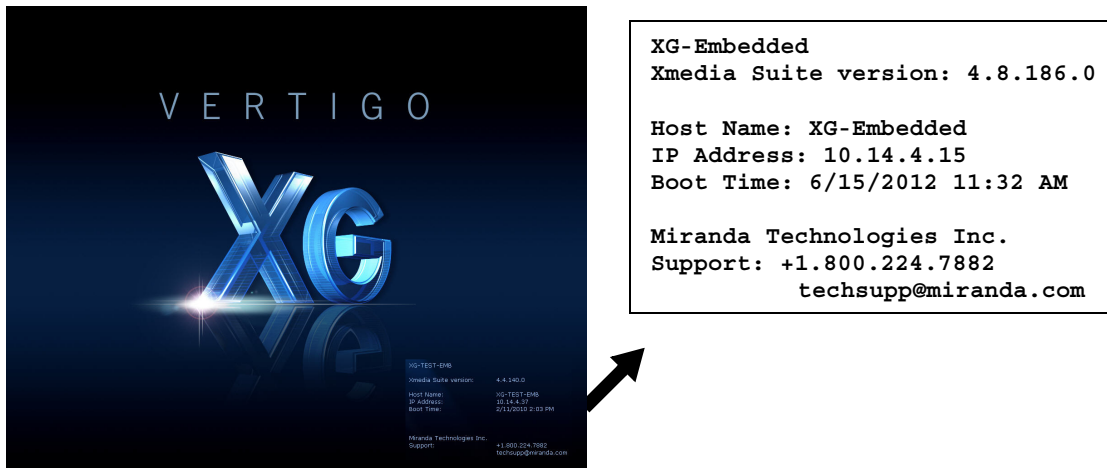 VERTIGO
XG
XG-TEST-EMB
Xmedia Suite version: 4.4.140.0
Host Name: XG-TEST-EMB
IP Address: 10.14.4.37
Boot Time: 2/11/2010 2:03 PM
Miranda Technologies Inc.
Support: +1.800.224.7882
techsupp@miranda.com
XG-Embedded
Xmedia Suite version: 4.8.186.0
Host Name: XG-Embedded
IP Address: 10.14.4.15
Boot Time: 6/15/2012 11:32 AM
Miranda Technologies Inc.
Support: +1.800.224.7882
techsupp@miranda.com